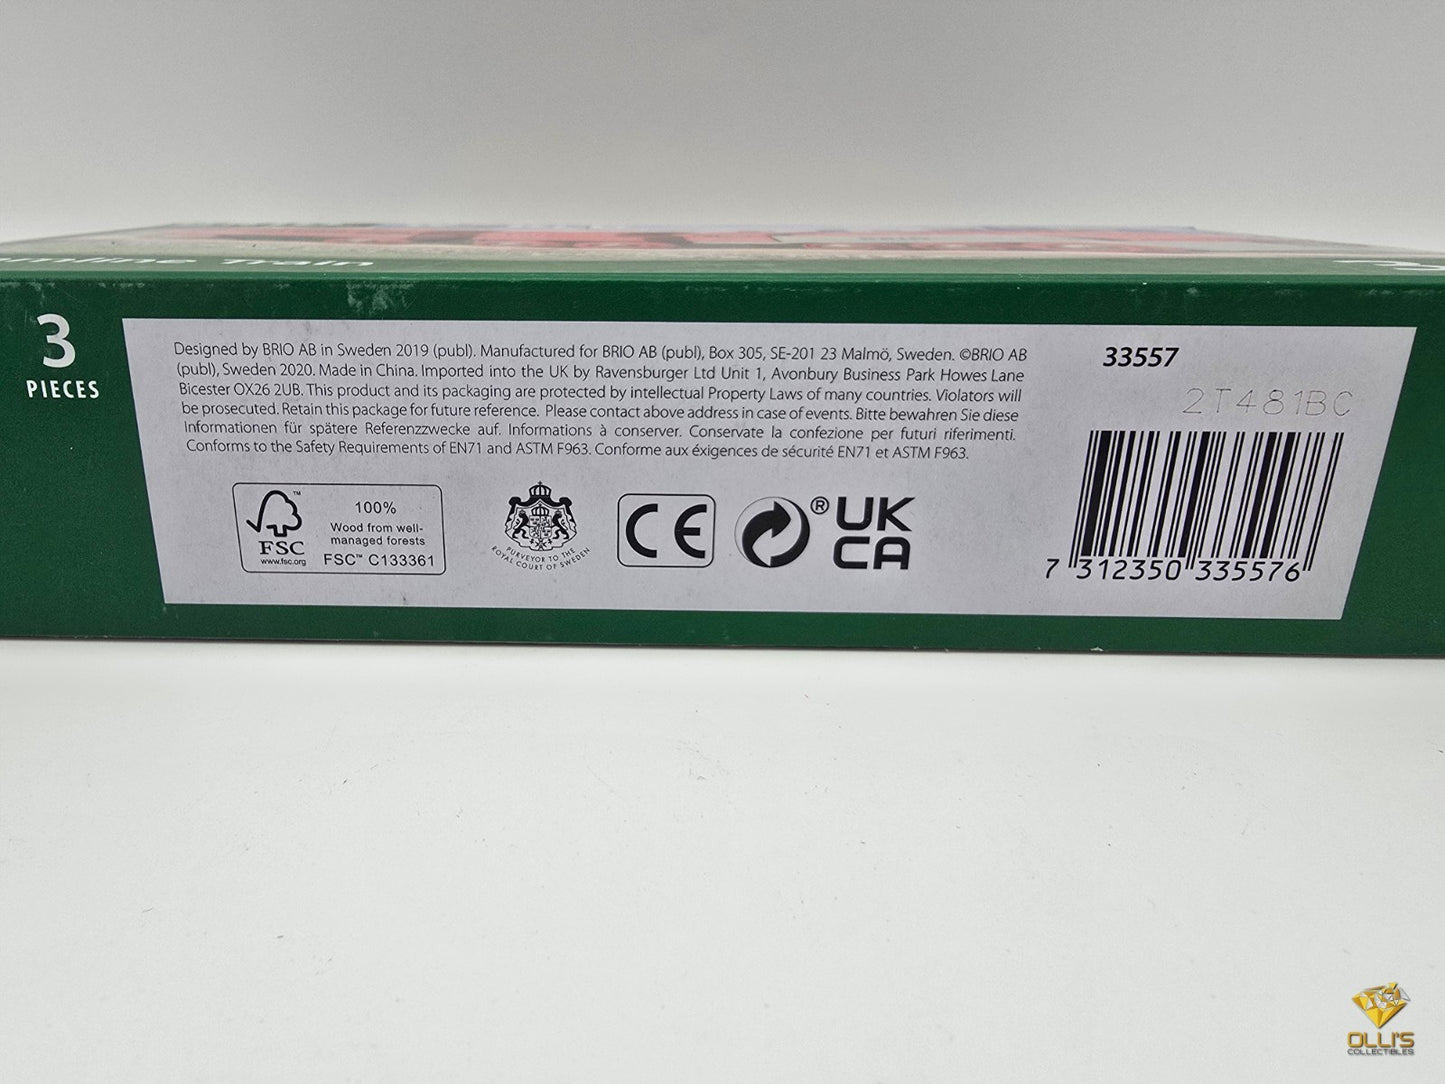 Train
3
PIECES
Designed by BRIO AB in Sweden 2019 (publ). Manufactured for BRIO AB (publ), Box 305, SE-201 23 Malmö, Sweden. ©BRIO AB
(publ), Sweden 2020. Made in China. Imported into the UK by Ravensburger Ltd Unit 1, Avonbury Business Park Howes Lane
Bicester OX26 2UB. This product and its packaging are protected by intellectual Property Laws of many countries. Violators will
be prosecuted. Retain this package for future reference. Please contact above address in case of events. Bitte bewahren Sie diese
Informationen für spätere Referenzzwecke auf. Informations à conserver. Conservate la confezione per futuri riferimenti.
Conforms to the Safety Requirements of EN71 and ASTM F963. Conforme aux éxigences de sécurité EN71 et ASTM F963.
33557
2T481BC
7 312350 335576
™
FSC
www.fsc.org
100%
Wood from well-
managed forests
FSC™ C133361
PURVEYOR TO THE
ROYAL COURT OF SWEDEN
CE
®
UK
CA
OLLI'S
COLLECTIBLES